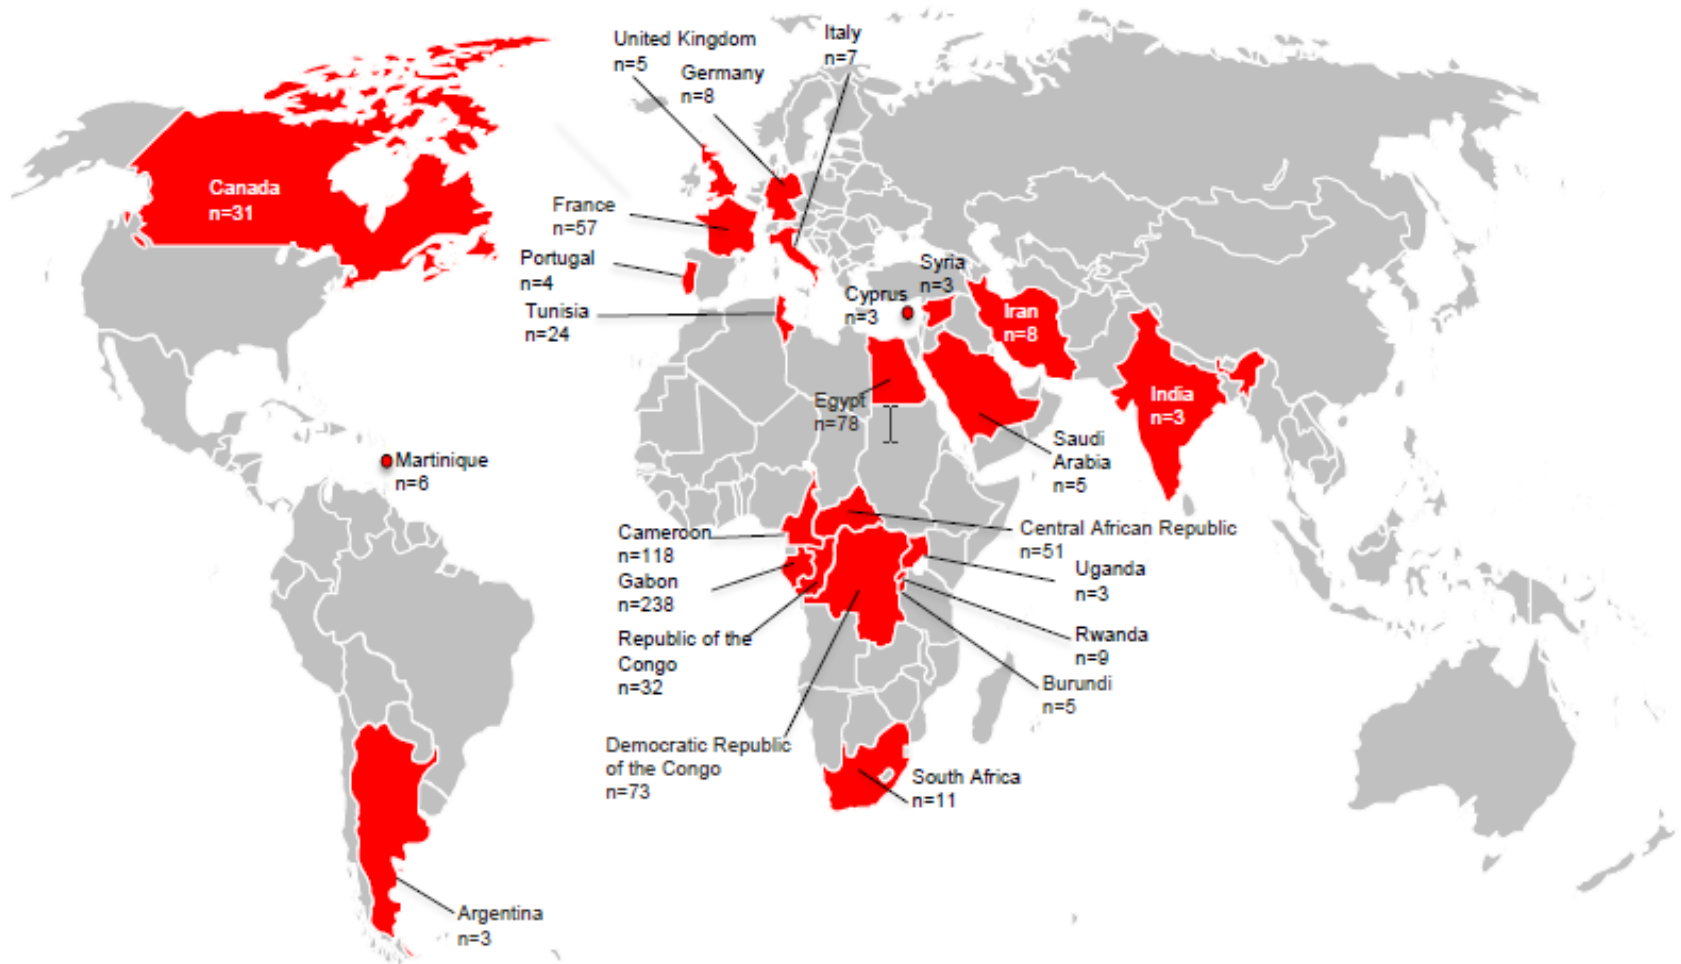 United Kingdom
n=5
Italy
n=7
Germany
n=8
Canada
n=31
France
n=57
Portugal
n=4
Tunisia
n=24
Syria
n=3
Cyprus
n=3
Iran
n=8
India
n=3
Egypt
n=78
Saudi
Arabia
n=5
Martinique
n=6
Cameroon
n=118
Gabon
n=238
Republic of the
Congo
n=32
Central African Republic
n=51
Uganda
n=3
Rwanda
n=9
Burundi
n=5
Democratic Republic
of the Congo
n=73
South Africa
n=11
Argentina
n=3